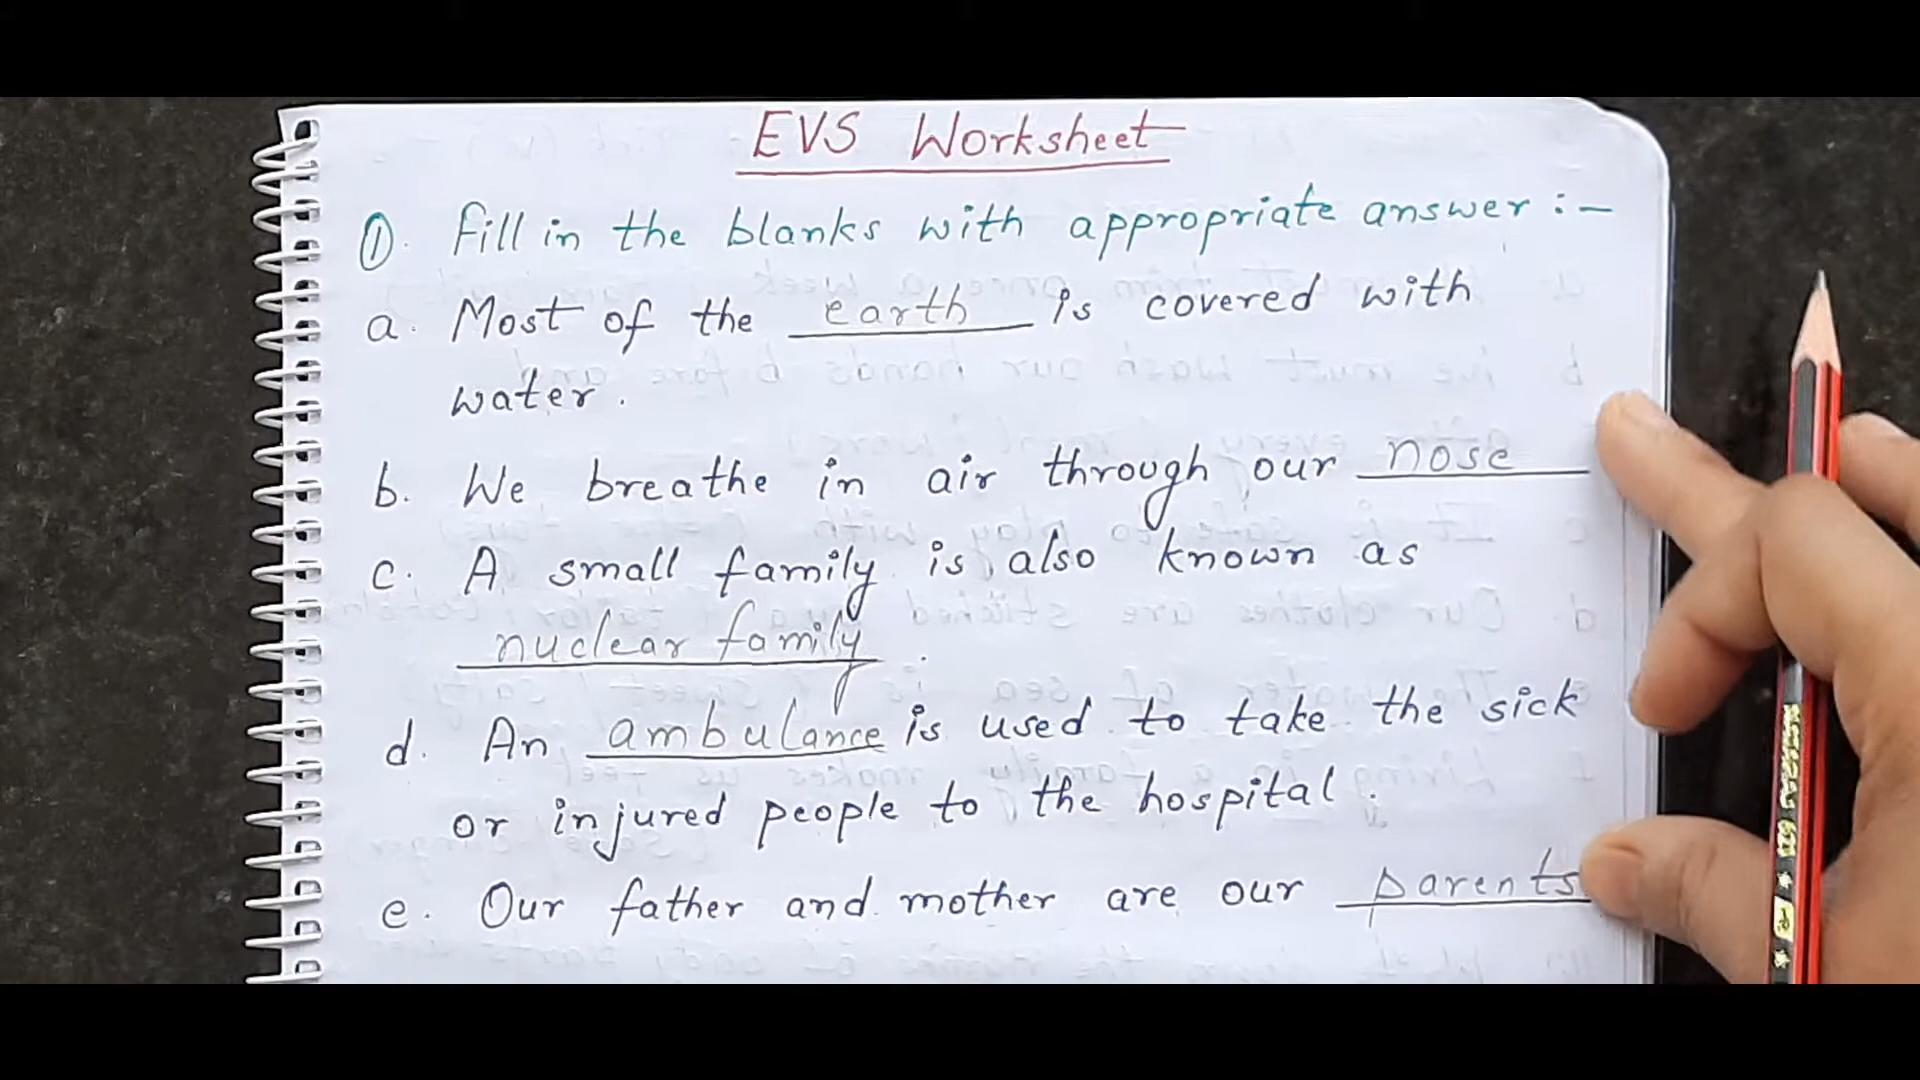 EVS Worksheet
①. Fill in the blanks with appropriate answer :-
a. Most of the earth is covered with
water.
b. We breathe in air through our nose
c. A small family is also known as
nuclear family.
d. An ambulance is used to take the sick
or injured people to the hospital.
e. Our father and mother are our parents